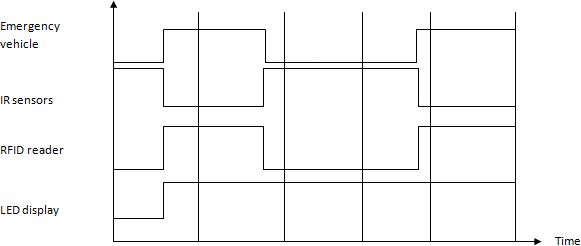 Emergency
vehicle
IR sensors
RFID reader
LED display
Time